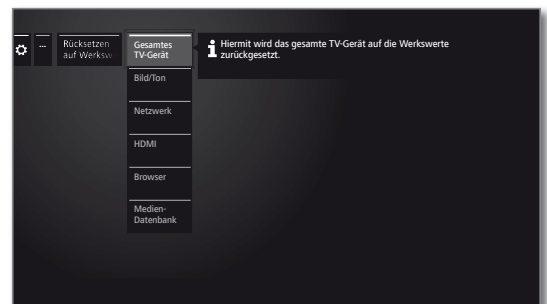 ...
Rücksetzen
auf Werksw
Gesamtes
TV-Gerät
Hiermit wird das gesamte TV-Gerät auf die Werkswerte
zurückgesetzt.
Bild/Ton
Netzwerk
HDMI
Browser
Medien-
Datenbank